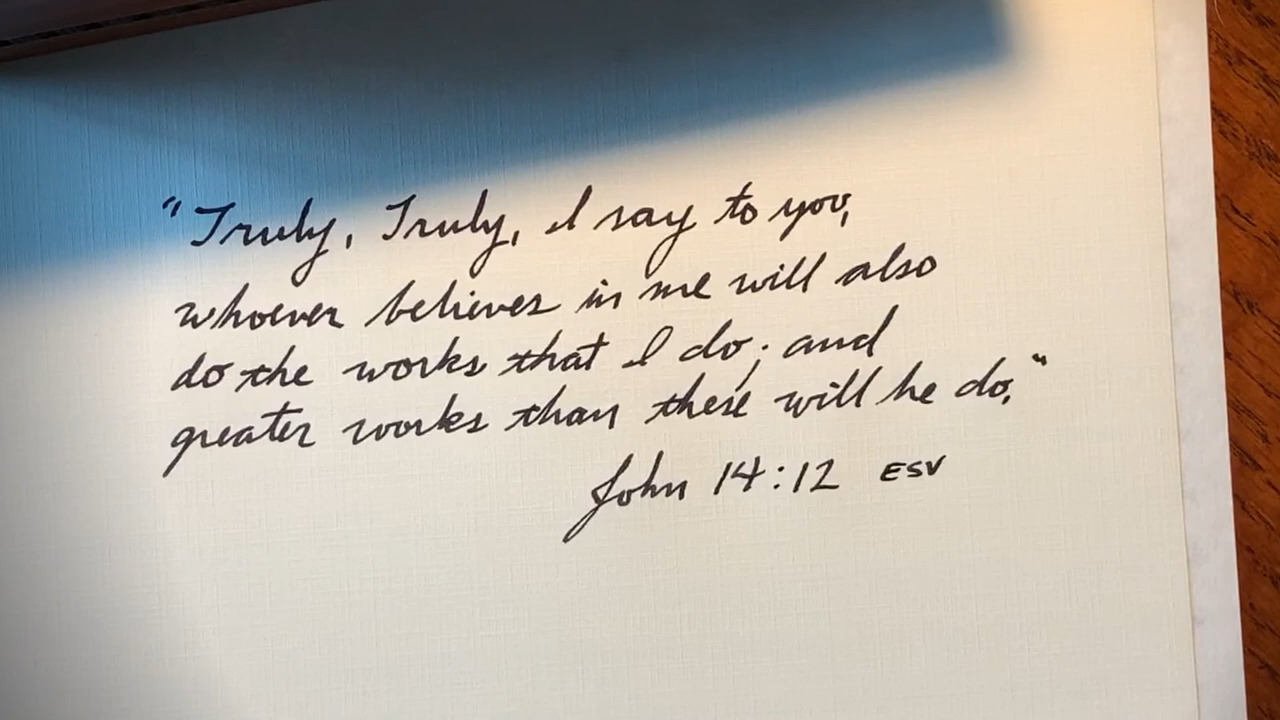 "Truly, Truly, I say to you,
whoever believes in me will also
do the works that I do; and
greater works than these will he do,"
John 14:12 ESV